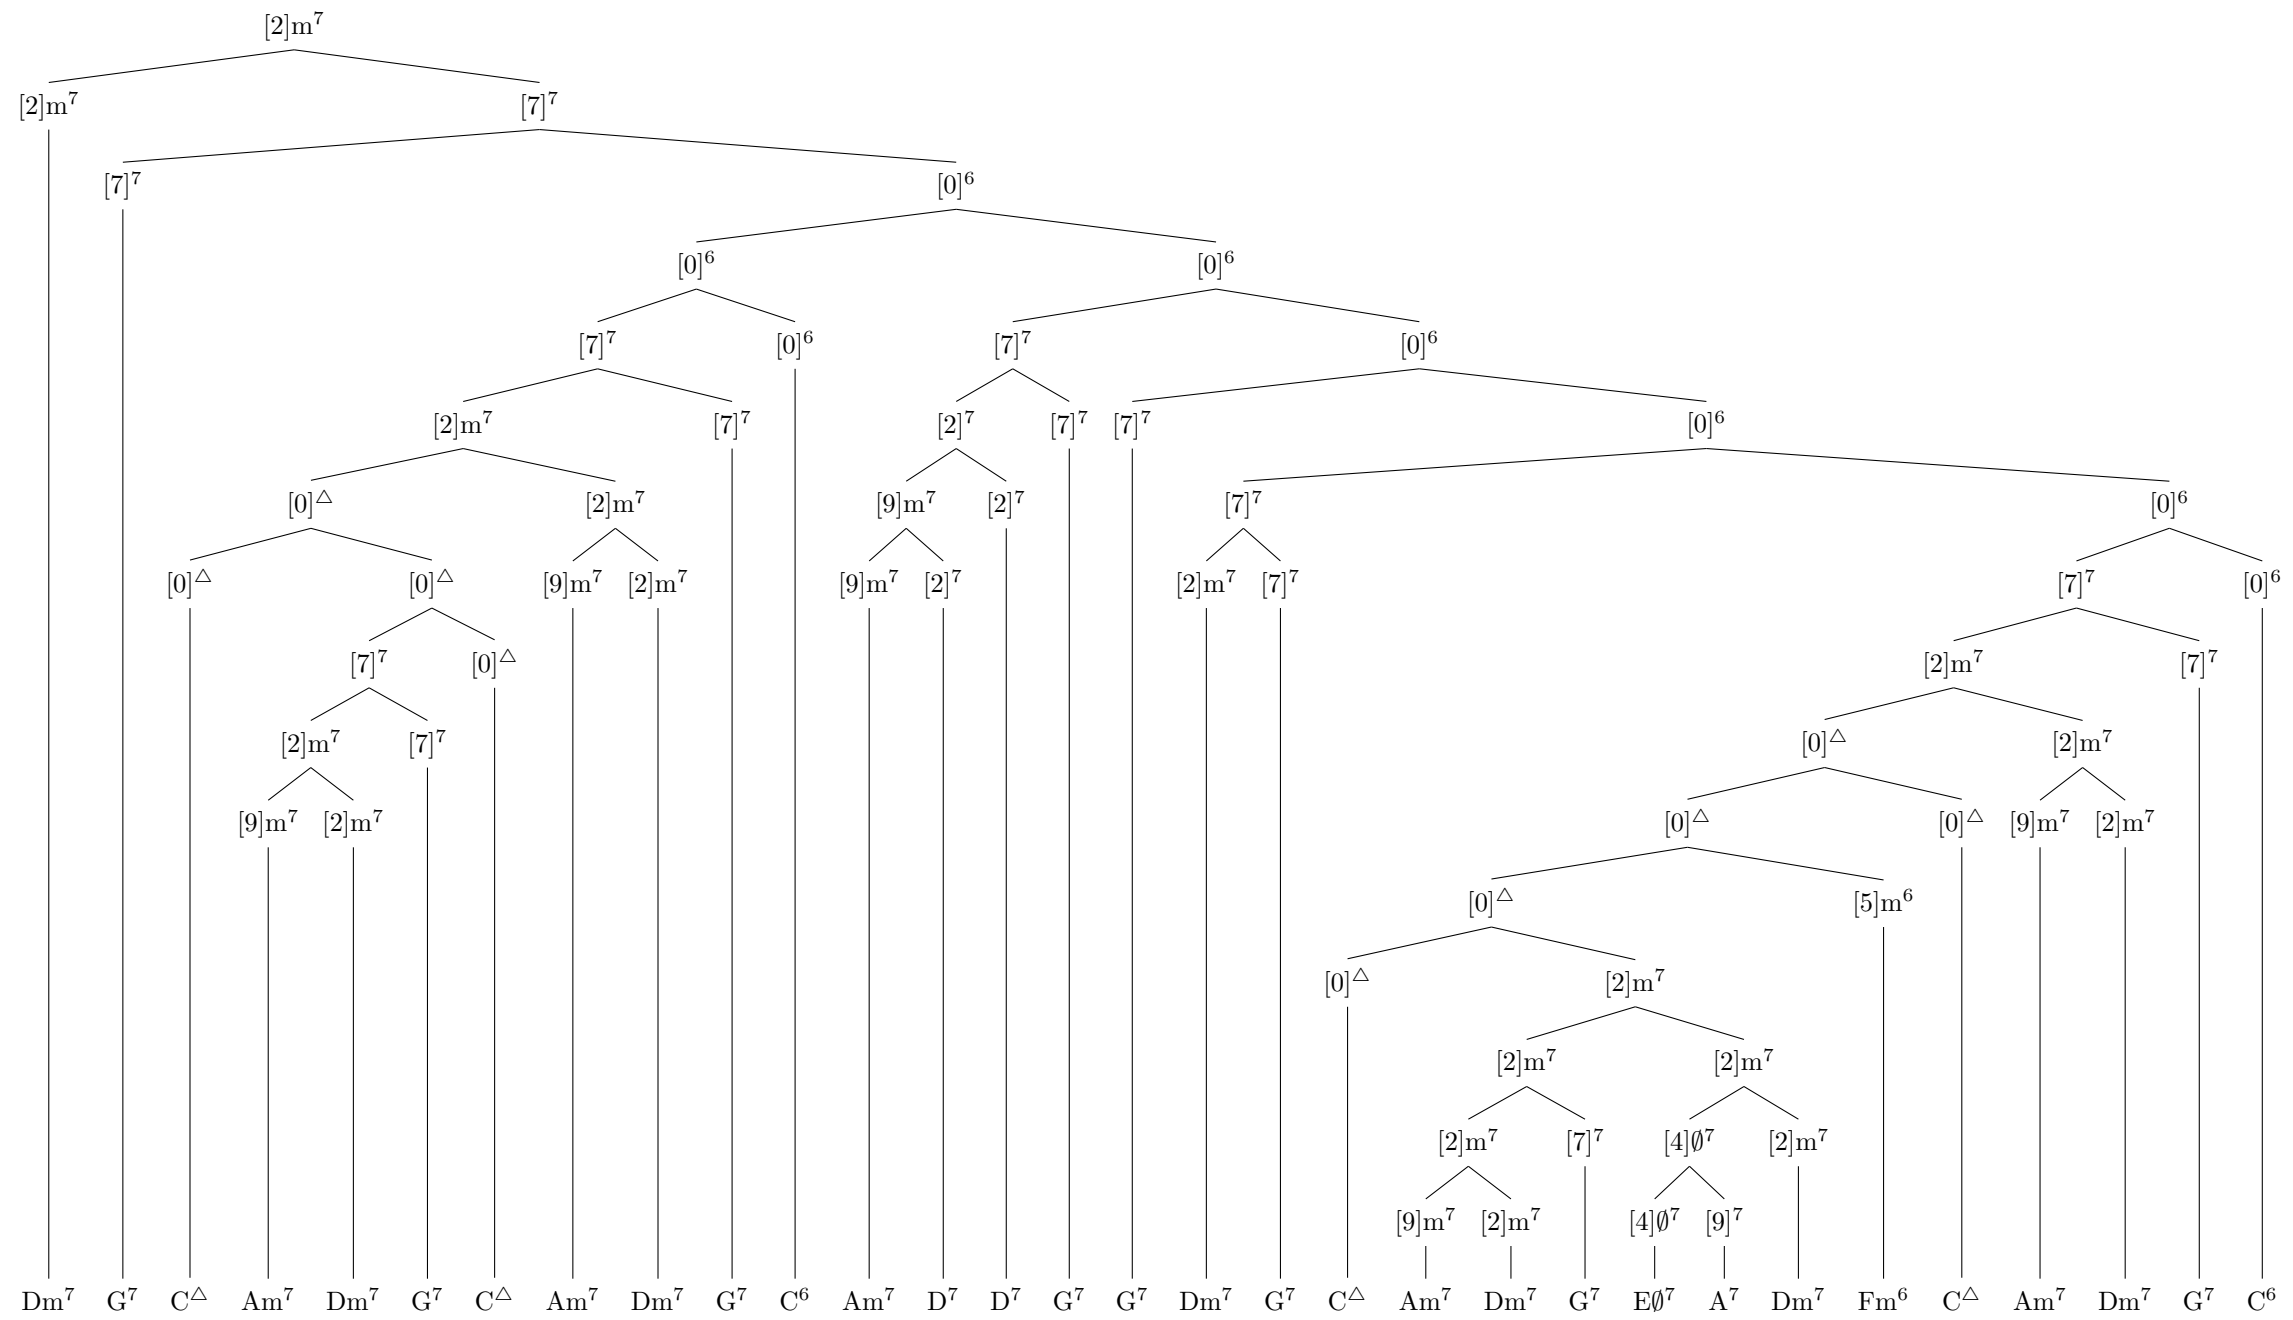 [2]m⁷
[2]m⁷ [7]⁷
[7]⁷ [0]⁶
[0]⁶ [0]⁶
[7]⁷ [0]⁶ [7]⁷ [0]⁶
[2]m⁷ [7]⁷ [2]⁷ [7]⁷ [7]⁷ [0]⁶
[0]△ [2]m⁷ [9]m⁷ [2]⁷ [7]⁷ [0]⁶
[0]△ [0]△ [9]m⁷ [2]m⁷ [9]m⁷ [2]⁷ [2]m⁷ [7]⁷ [7]⁷ [0]⁶
[7]⁷ [0]△ [2]m⁷ [7]⁷
[2]m⁷ [7]⁷ [0]△ [2]m⁷
[9]m⁷ [2]m⁷ [0]△ [0]△ [9]m⁷ [2]m⁷
[0]△ [5]m⁶
[0]△ [2]m⁷
[2]m⁷ [2]m⁷
[2]m⁷ [7]⁷ [4]∅⁷ [2]m⁷
[9]m⁷ [2]m⁷ [4]∅⁷ [9]⁷
Dm⁷ G⁷ C△ Am⁷ Dm⁷ G⁷ C△ Am⁷ Dm⁷ G⁷ C⁶ Am⁷ D⁷ D⁷ G⁷ G⁷ Dm⁷ G⁷ C△ Am⁷ Dm⁷ G⁷ E∅⁷ A⁷ Dm⁷ Fm⁶ C△ Am⁷ Dm⁷ G⁷ C⁶